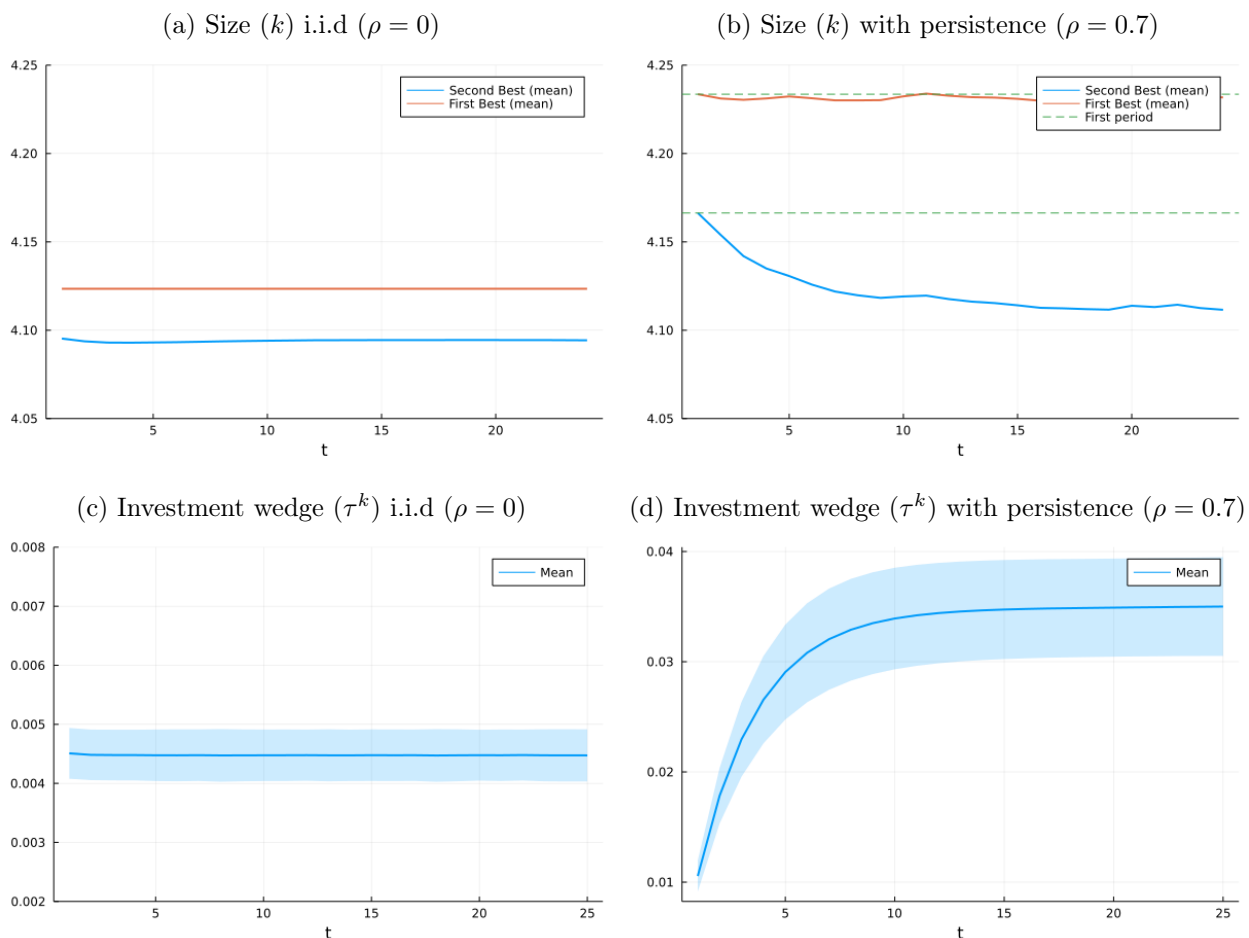 (a) Size (k) i.i.d (ρ = 0)
4.25
4.20
4.15
4.10
4.05
5
10
15
20
t
Second Best (mean)
First Best (mean)
(b) Size (k) with persistence (ρ = 0.7)
4.25
4.20
4.15
4.10
4.05
5
10
15
20
t
Second Best (mean)
First Best (mean)
First period
(c) Investment wedge (τ^k) i.i.d (ρ = 0)
0.008
0.007
0.006
0.005
0.004
0.003
0.002
5
10
15
20
25
t
Mean
(d) Investment wedge (τ^k) with persistence (ρ = 0.7)
0.04
0.03
0.02
0.01
5
10
15
20
25
t
Mean